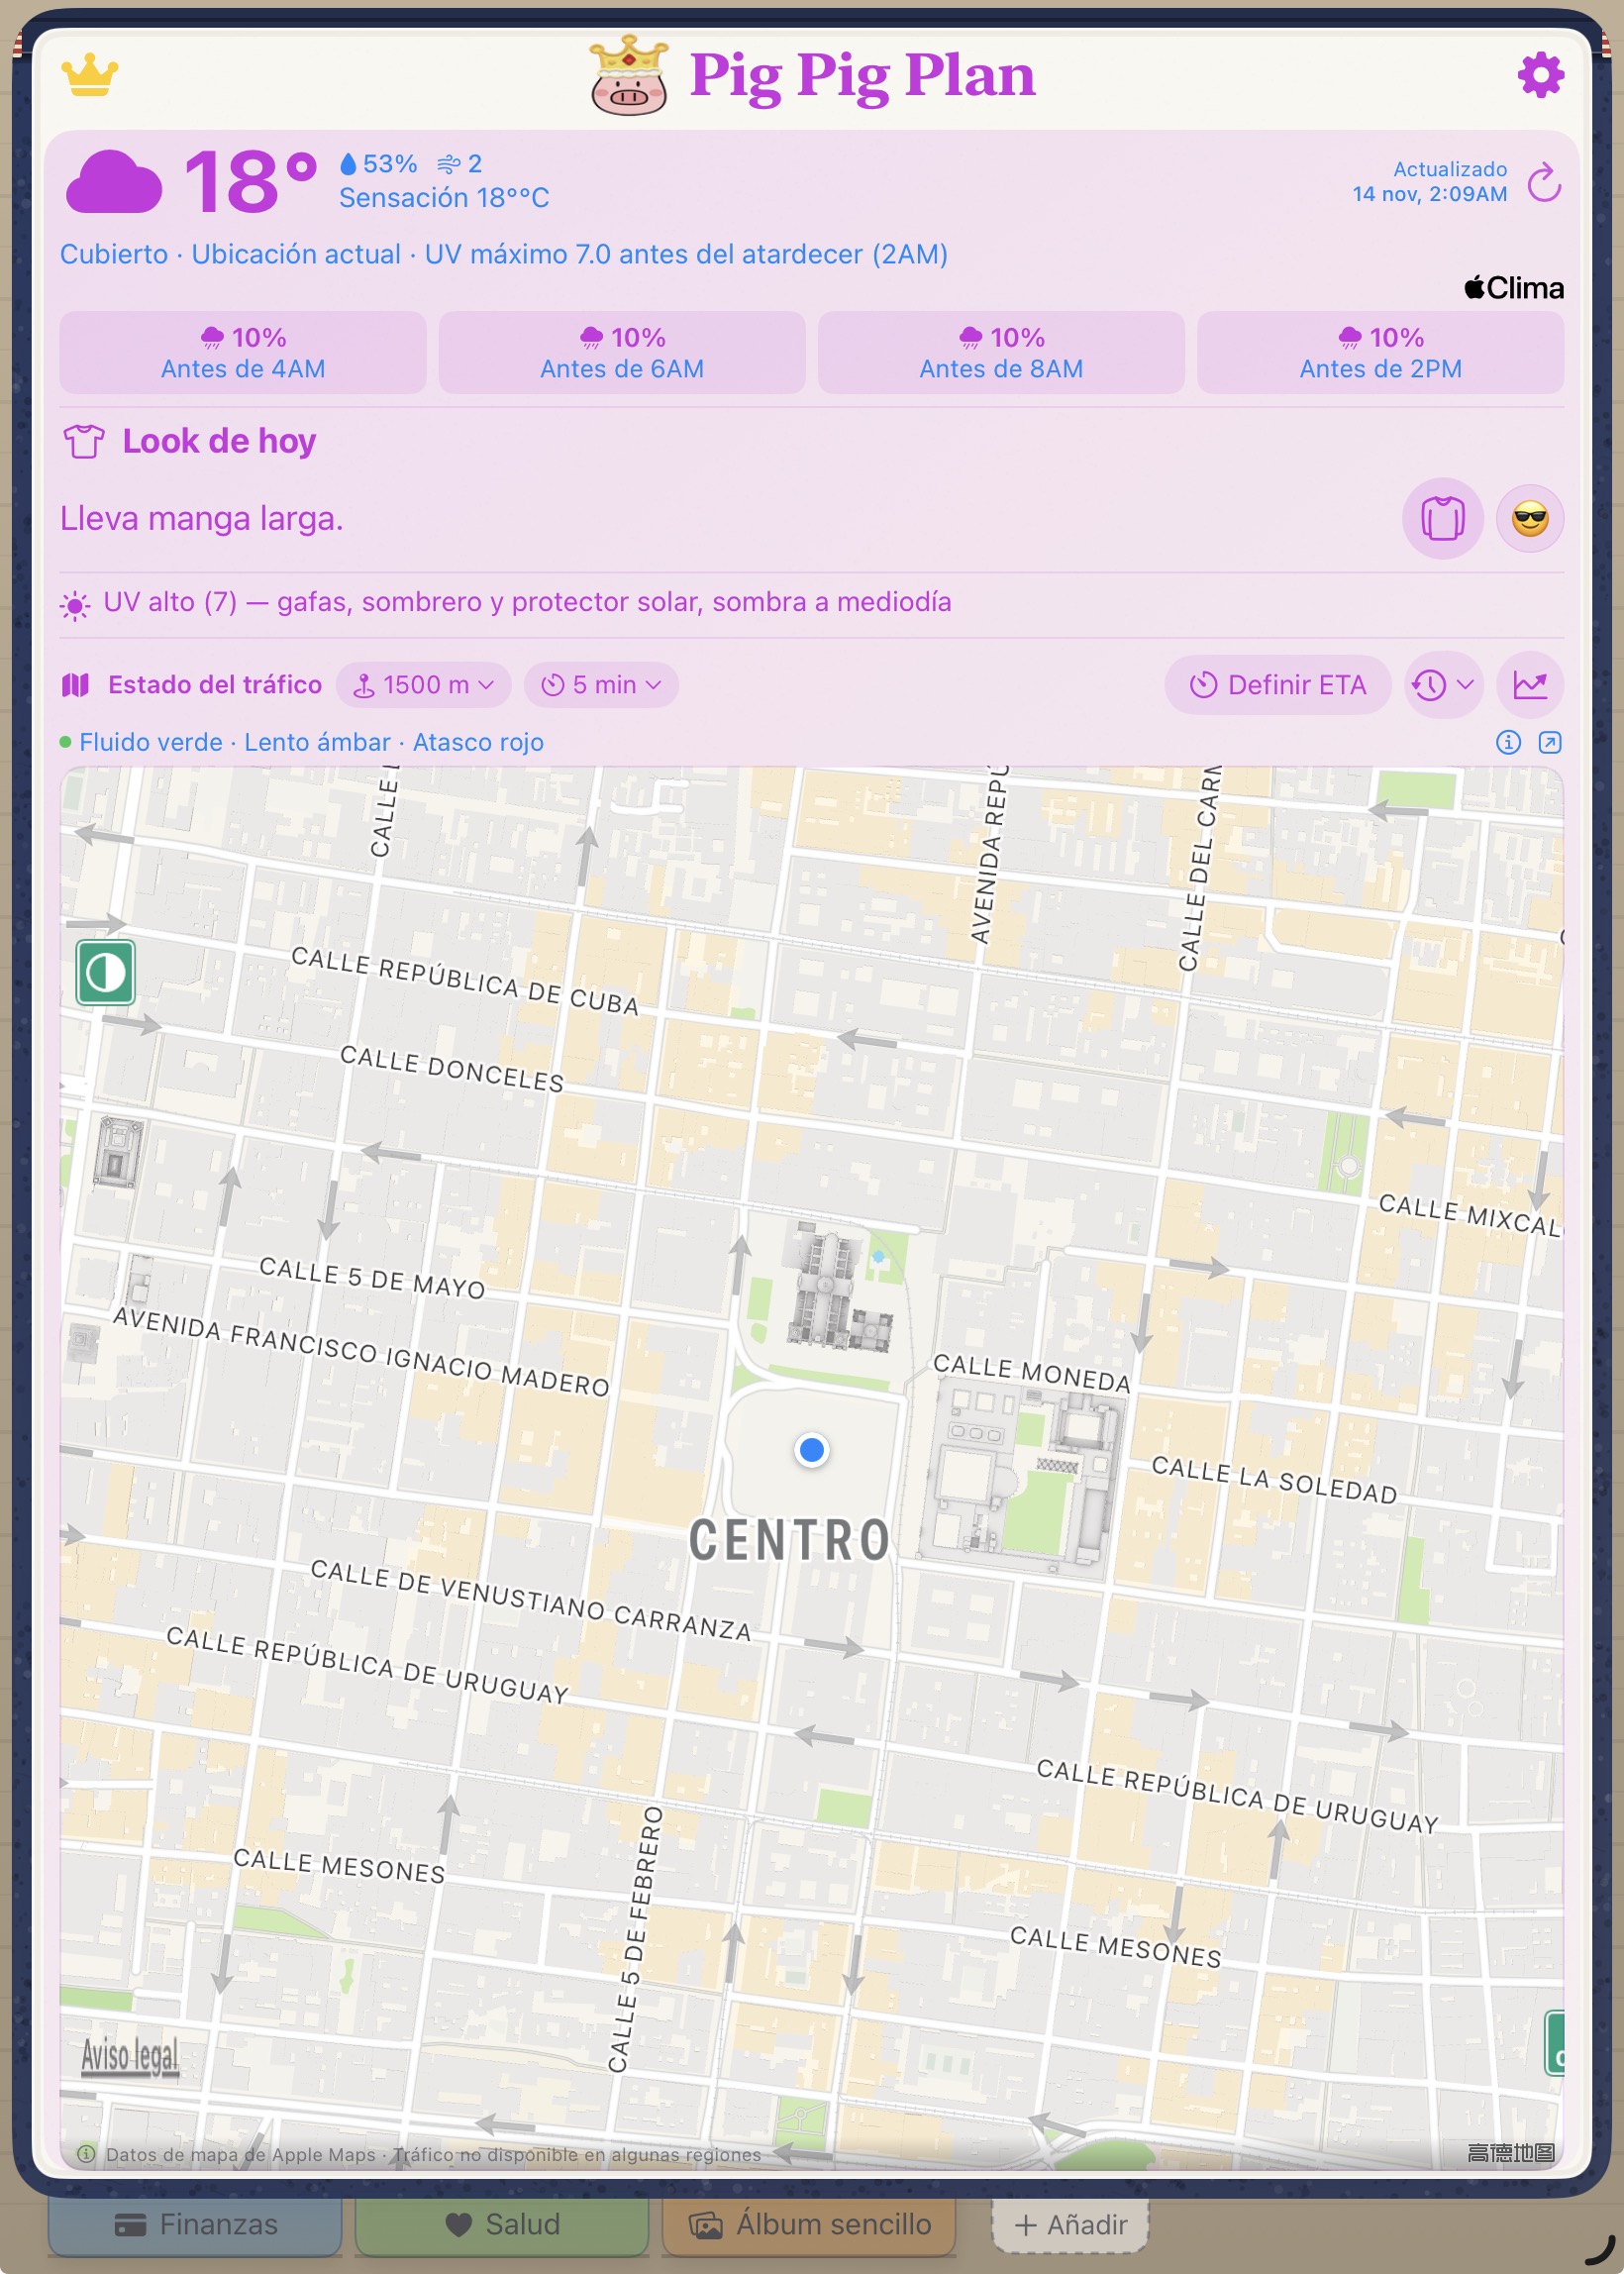 Pig Pig Plan
18°
53% 2
Sensación 18°°C
Actualizado
14 nov, 2:09AM
Cubierto · Ubicación actual · UV máximo 7.0 antes del atardecer (2AM)
Clima
10%
Antes de 4AM
10%
Antes de 6AM
10%
Antes de 8AM
10%
Antes de 2PM
Look de hoy
Lleva manga larga.
UV alto (7) — gafas, sombrero y protector solar, sombra a mediodía
Estado del tráfico
1500 m
5 min
Definir ETA
Fluido verde · Lento ámbar · Atasco rojo
CALLE
AVENIDA
CALLE DEL
CALLE REPÚBLICA DE CUBA
CALLE DONCELES
CALLE
CALLE 5 DE MAYO
AVENIDA FRANCISCO IGNACIO MADERO
CALLE MONEDA
CALLE LA SOLEDAD
CENTRO
CALLE DE VENUSTIANO CARRANZA
CALLE REPÚBLICA DE URUGUAY
CALLE REPÚBLICA DE URUGUAY
CALLE MESONES
CALLE 5 DE FEBRERO
CALLE MESONES
Aviso legal
Datos de mapa de Apple Maps · Tráfico no disponible en algunas regiones
高德地图
Finanzas
Salud
Álbum sencillo
+ Añadir